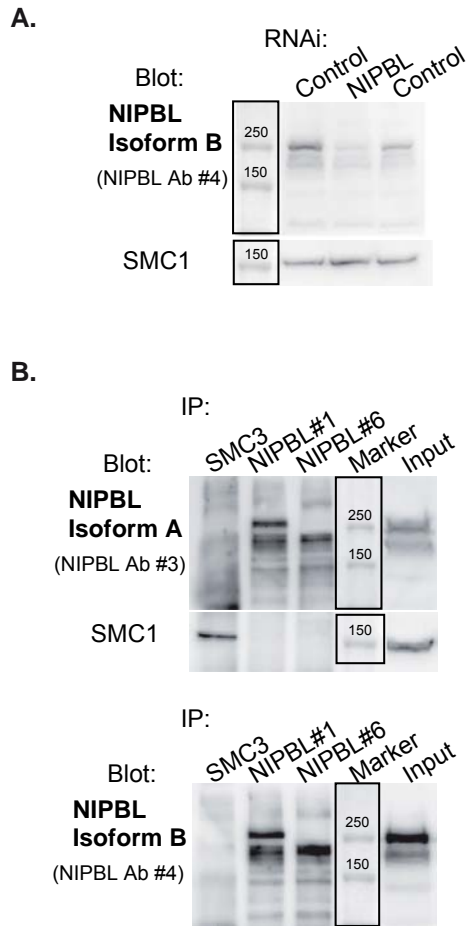 A.
RNAi:
Blot: Control NIPBL Control
NIPBL
Isoform B
(NIPBL Ab #4)
250
150
SMC1
150
B.
IP:
Blot: SMC3 NIPBL#1 NIPBL#6 Marker Input
NIPBL
Isoform A
(NIPBL Ab #3)
250
150
SMC1
150
IP:
Blot: SMC3 NIPBL#1 NIPBL#6 Marker Input
NIPBL
Isoform B
(NIPBL Ab #4)
250
150